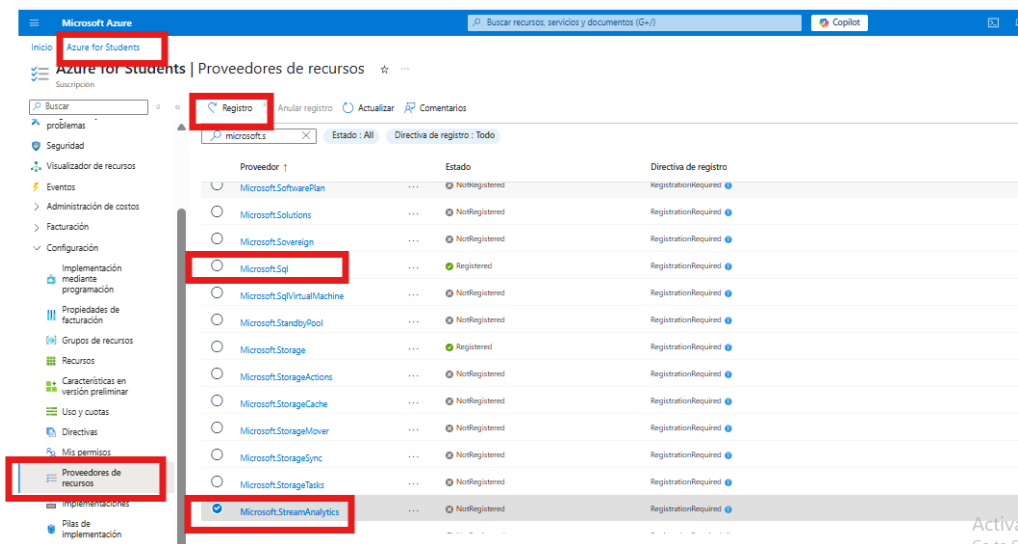 Microsoft Azure
Buscar recursos, servicios y documentos (G+/)
Copilot
Inicio
Azure for Students
Azure for Students | Proveedores de recursos
Suscripción
Buscar
problemas
Seguridad
Visualizador de recursos
Eventos
Administración de costos
Facturación
Configuración
Implementación
mediante
programación
Propiedades de
facturación
Grupos de recursos
Recursos
Características en
versión preliminar
Uso y cuotas
Directivas
Mis permisos
Proveedores de
recursos
Implementaciones
Pilas de
implementación
Registro Anular registro Actualizar Comentarios
microsoft.s Estado : All Directiva de registro : Todo
Proveedor ↑ Estado Directiva de registro
Microsoft.SoftwarePlan ... NotRegistered RegistrationRequired
Microsoft.Solutions ... NotRegistered RegistrationRequired
Microsoft.Sovereign ... NotRegistered RegistrationRequired
Microsoft.Sql ... Registered RegistrationRequired
Microsoft.SqlVirtualMachine ... NotRegistered RegistrationRequired
Microsoft.StandbyPool ... NotRegistered RegistrationRequired
Microsoft.Storage ... Registered RegistrationRequired
Microsoft.StorageActions ... NotRegistered RegistrationRequired
Microsoft.StorageCache ... NotRegistered RegistrationRequired
Microsoft.StorageMover ... NotRegistered RegistrationRequired
Microsoft.StorageSync ... NotRegistered RegistrationRequired
Microsoft.StorageTasks ... NotRegistered RegistrationRequired
Microsoft.StreamAnalytics ... NotRegistered RegistrationRequired
Activa